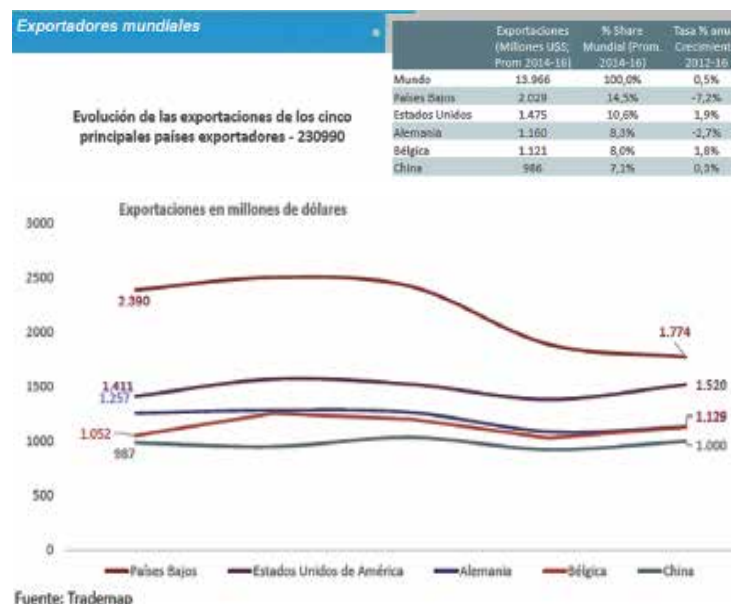 Exportadores mundiales
Exportaciones % Share Tasa % anu
(Millones US$; Mundial (Prom. Crecimient
Prom 2014-16) 2014-16) 2012-16
Mundo 13.966 100,0% 0,5%
Países Bajos 2.029 14,5% -7,2%
Estados Unidos 1.475 10,6% 1,9%
Alemania 1.160 8,3% -2,7%
Bélgica 1.121 8,0% 1,8%
China 986 7,1% 0,3%
Evolución de las exportaciones de los cinco
principales países exportadores - 230990
Exportaciones en millones de dólares
3000
2500
2000
1500
1000
500
0
2.390
1.411
1.257
1.052
987
1.774
1.520
1.129
1.000
Países Bajos Estados Unidos de América Alemania Bélgica China
Fuente: Trademap